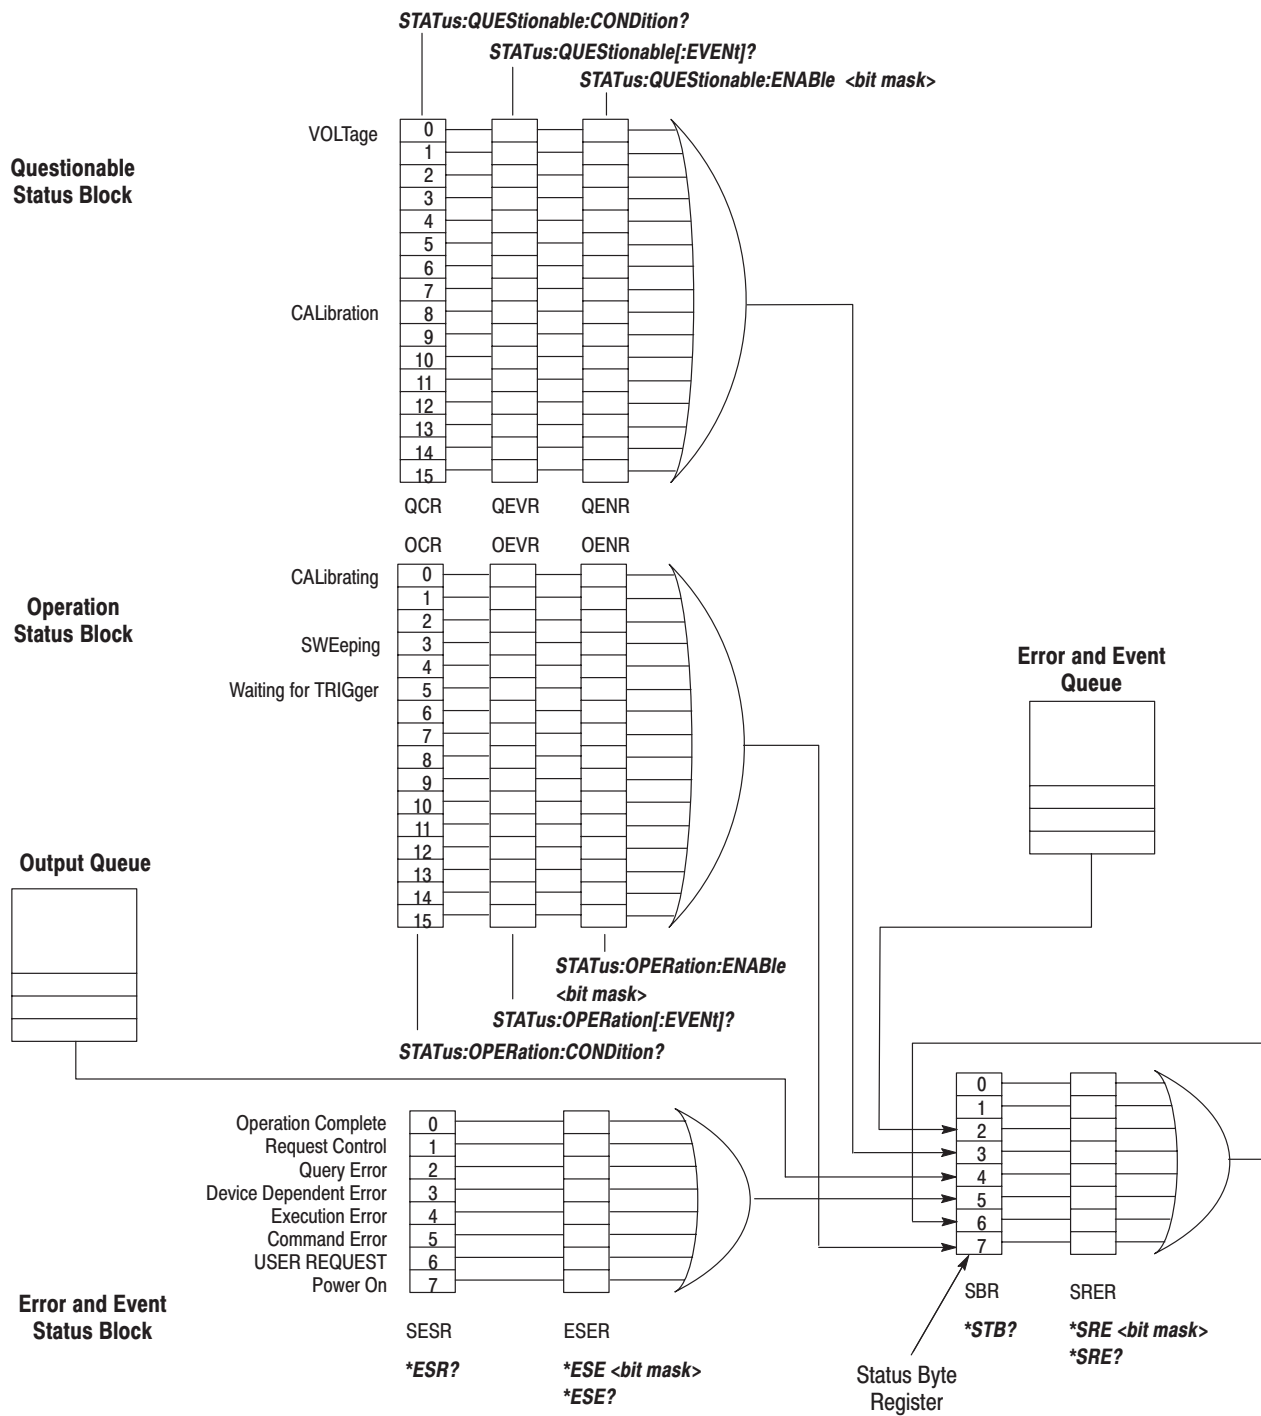 STATus:QUEStionable:CONDition?
STATus:QUEStionable[:EVENt]?
STATus:QUEStionable:ENABle <bit mask>
Questionable
Status Block
VOLTage
CALibration
0
1
2
3
4
5
6
7
8
9
10
11
12
13
14
15
QCR QEVR QENR
OCR OEVR OENR
Operation
Status Block
CALibrating
SWEeping
Waiting for TRIGger
0
1
2
3
4
5
6
7
8
9
10
11
12
13
14
15
STATus:OPERation:ENABle
<bit mask>
STATus:OPERation[:EVENt]?
STATus:OPERation:CONDition?
Error and Event
Queue
Output Queue
Operation Complete 0
Request Control 1
Query Error 2
Device Dependent Error 3
Execution Error 4
Command Error 5
USER REQUEST 6
Power On 7
Error and Event
Status Block
SESR ESER
*ESR? *ESE <bit mask>
*ESE?
0
1
2
3
4
5
6
7
SBR SRER
*STB? *SRE <bit mask>
*SRE?
Status Byte
Register